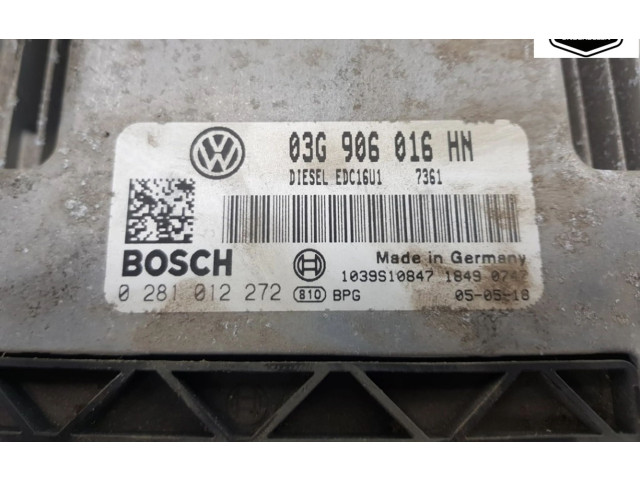 03G 906 016 HN
DIESEL EDC16U1 7361
BOSCH
Made in Germany
1039S10847 1849 0747
0 281 012 272 810 BPG 05-05-18